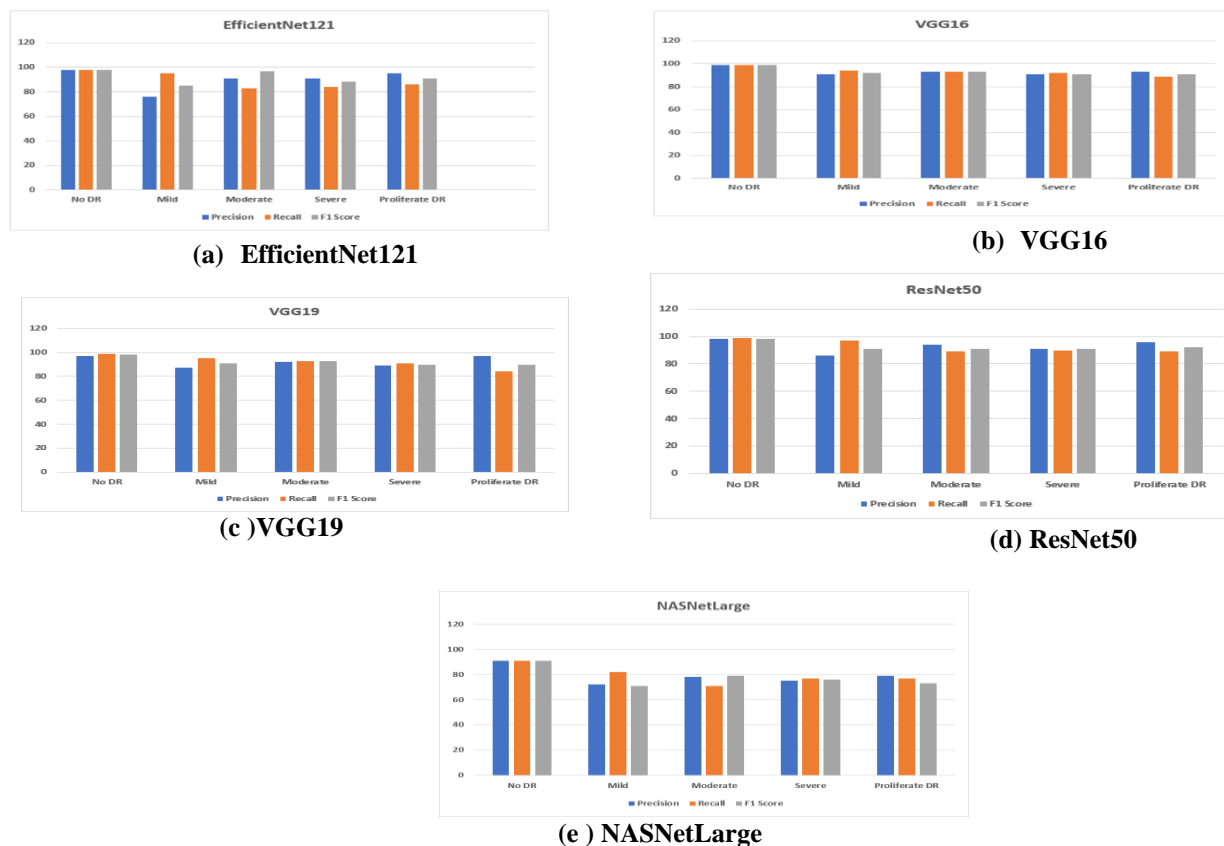 EfficientNet121
120
100
80
60
40
20
0
No DR Mild Moderate Severe Proliferate DR
Precision Recall F1 Score
(a) EfficientNet121
VGG16
120
100
80
60
40
20
0
No DR Mild Moderate Severe Proliferate DR
Precision Recall F1 Score
(b) VGG16
VGG19
120
100
80
60
40
20
0
No DR Mild Moderate Severe Proliferate DR
Precision Recall F1 Score
(c )VGG19
ResNet50
120
100
80
60
40
20
0
No DR Mild Moderate Severe Proliferate DR
Precision Recall F1 Score
(d) ResNet50
NASNetLarge
120
100
80
60
40
20
0
No DR Mild Moderate Severe Proliferate DR
Precision Recall F1 Score
(e ) NASNetLarge